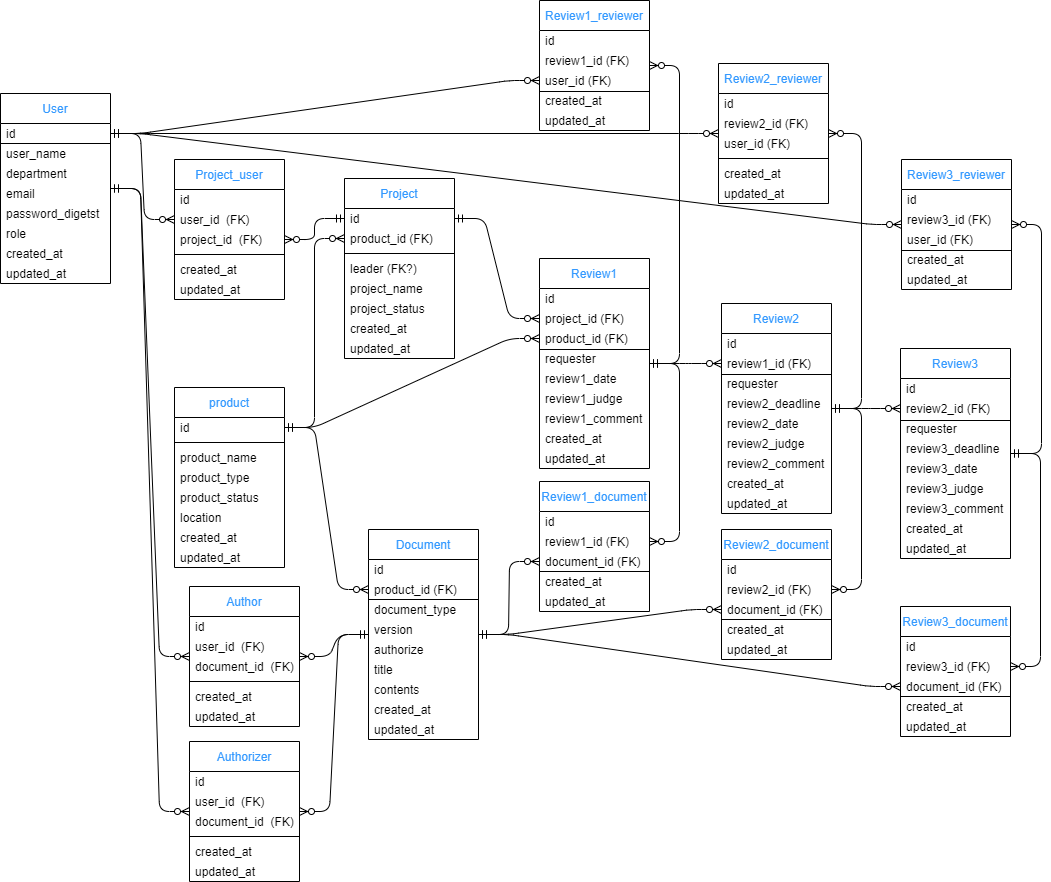 Review1_reviewer
id
review1_id (FK)
user_id (FK)
created_at
updated_at
Review2_reviewer
id
review2_id (FK)
user_id (FK)
created_at
updated_at
User
id
user_name
department
email
password_digetst
role
created_at
updated_at
Project_user
id
user_id  (FK)
project_id  (FK)
created_at
updated_at
Project
id
product_id (FK)
leader (FK?)
project_name
project_status
created_at
updated_at
Review3_reviewer
id
review3_id (FK)
user_id (FK)
created_at
updated_at
Review1
id
project_id (FK)
product_id (FK)
requester
review1_date
review1_judge
review1_comment
created_at
updated_at
Review2
id
review1_id (FK)
requester
review2_deadline
review2_date
review2_judge
review2_comment
created_at
updated_at
Review3
id
review2_id (FK)
requester
review3_deadline
review3_date
review3_judge
review3_comment
created_at
updated_at
product
id
product_name
product_type
product_status
location
created_at
updated_at
Document
id
product_id (FK)
document_type
version
authorize
title
contents
created_at
updated_at
Review1_document
id
review1_id (FK)
document_id (FK)
created_at
updated_at
Review2_document
id
review2_id (FK)
document_id (FK)
created_at
updated_at
Review3_document
id
review3_id (FK)
document_id (FK)
created_at
updated_at
Author
id
user_id  (FK)
document_id  (FK)
created_at
updated_at
Authorizer
id
user_id  (FK)
document_id  (FK)
created_at
updated_at